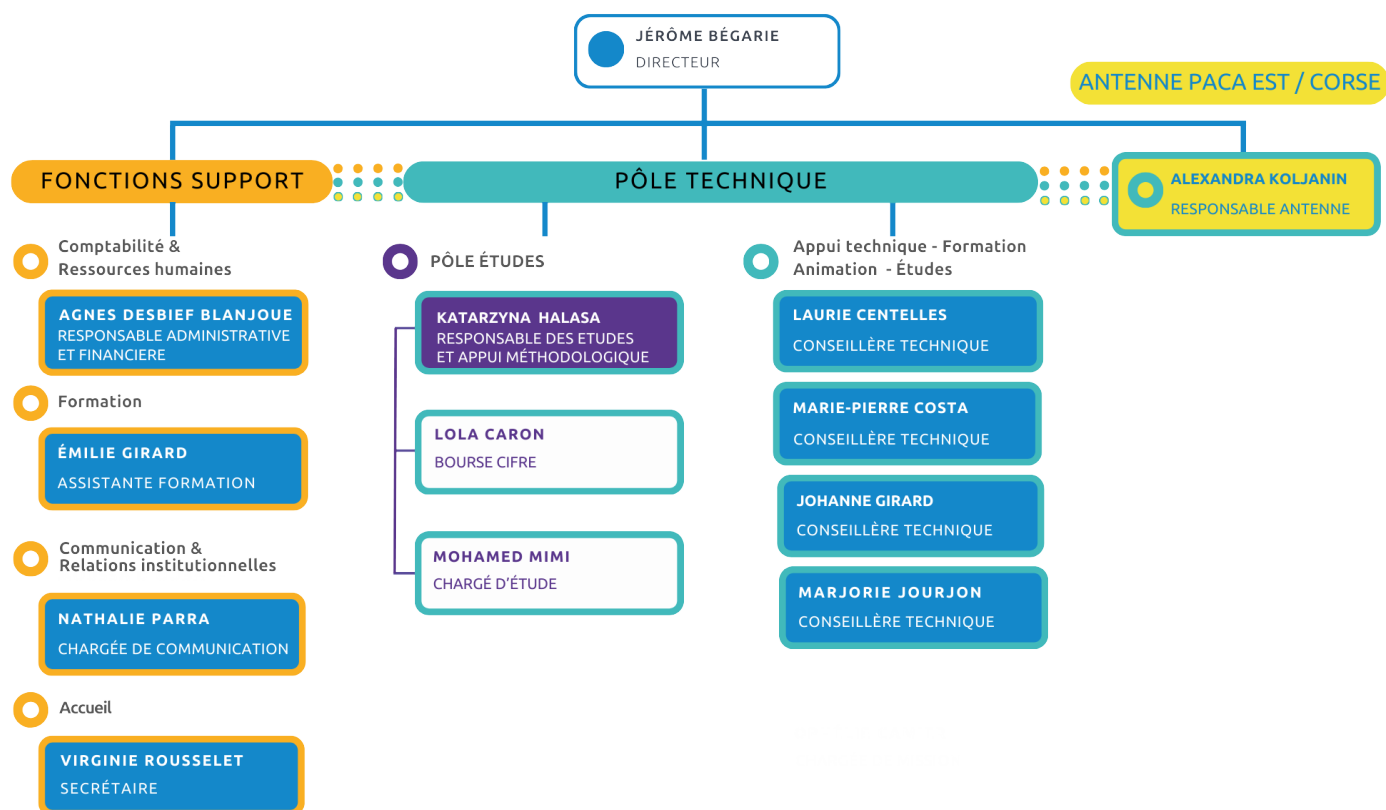 JÉRÔME BÉGARIE
DIRECTEUR
ANTENNE PACA EST / CORSE
FONCTIONS SUPPORT
PÔLE TECHNIQUE
ALEXANDRA KOLJANIN
RESPONSABLE ANTENNE
Comptabilité &
Ressources humaines
AGNES DESBIEF BLANJOUE
RESPONSABLE ADMINISTRATIVE
ET FINANCIERE
Formation
ÉMILIE GIRARD
ASSISTANTE FORMATION
Communication &
Relations institutionnelles
NATHALIE PARRA
CHARGÉE DE COMMUNICATION
Accueil
VIRGINIE ROUSSELET
SECRÉTAIRE
PÔLE ÉTUDES
KATARZYNA HALASA
RESPONSABLE DES ETUDES
ET APPUI MÉTHODOLOGIQUE
LOLA CARON
BOURSE CIFRE
MOHAMED MIMI
CHARGÉ D'ÉTUDE
Appui technique - Formation
Animation - Études
LAURIE CENTELLES
CONSEILLÈRE TECHNIQUE
MARIE-PIERRE COSTA
CONSEILLÈRE TECHNIQUE
JOHANNE GIRARD
CONSEILLÈRE TECHNIQUE
MARJORIE JOURJON
CONSEILLÈRE TECHNIQUE